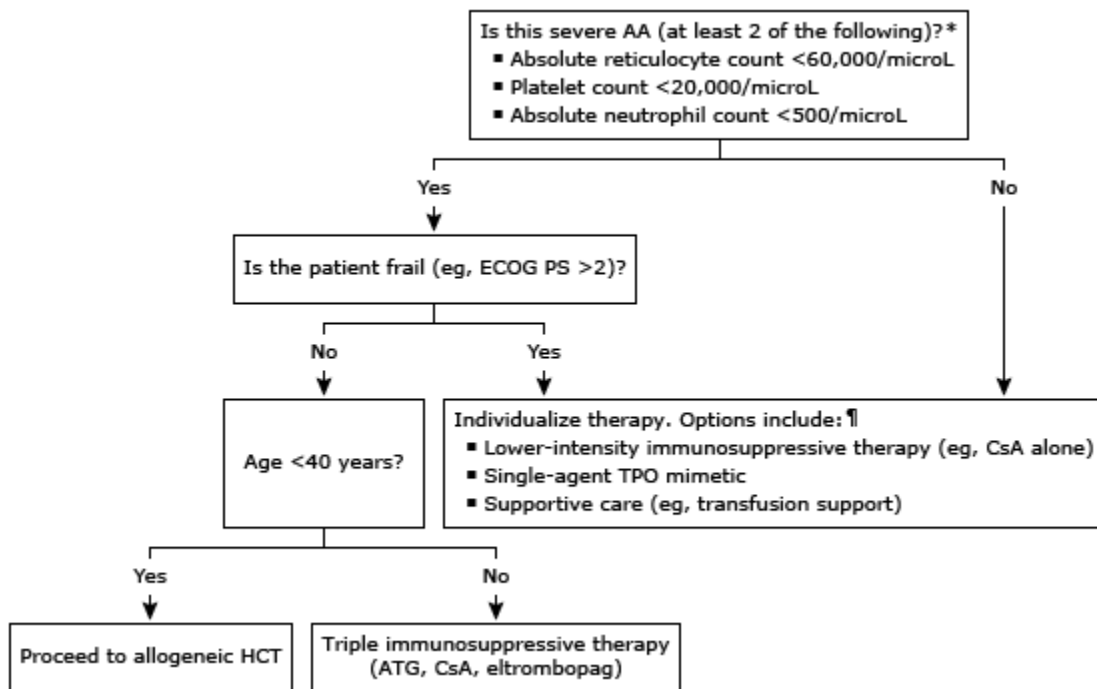 Is this severe AA (at least 2 of the following)?*
▪ Absolute reticulocyte count <60,000/microL
▪ Platelet count <20,000/microL
▪ Absolute neutrophil count <500/microL
Yes
No
Is the patient frail (eg, ECOG PS >2)?
No
Yes
Age <40 years?
Individualize therapy. Options include:¶
▪ Lower-intensity immunosuppressive therapy (eg, CsA alone)
▪ Single-agent TPO mimetic
▪ Supportive care (eg, transfusion support)
Yes
No
Proceed to allogeneic HCT
Triple immunosuppressive therapy
(ATG, CsA, eltrombopag)